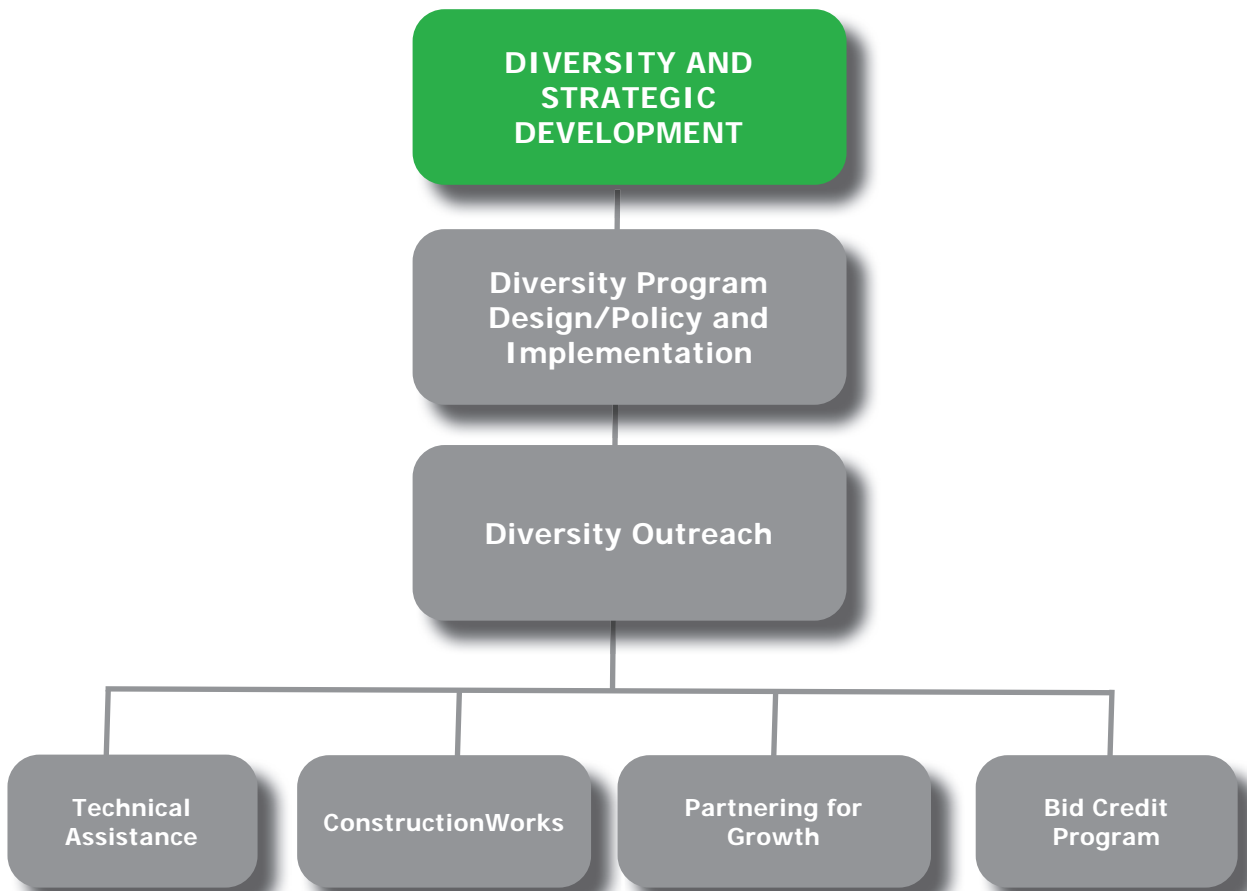 DIVERSITY AND
STRATEGIC
DEVELOPMENT
Diversity Program
Design/Policy and
Implementation
Diversity Outreach
Technical
Assistance
ConstructionWorks
Partnering for
Growth
Bid Credit
Program